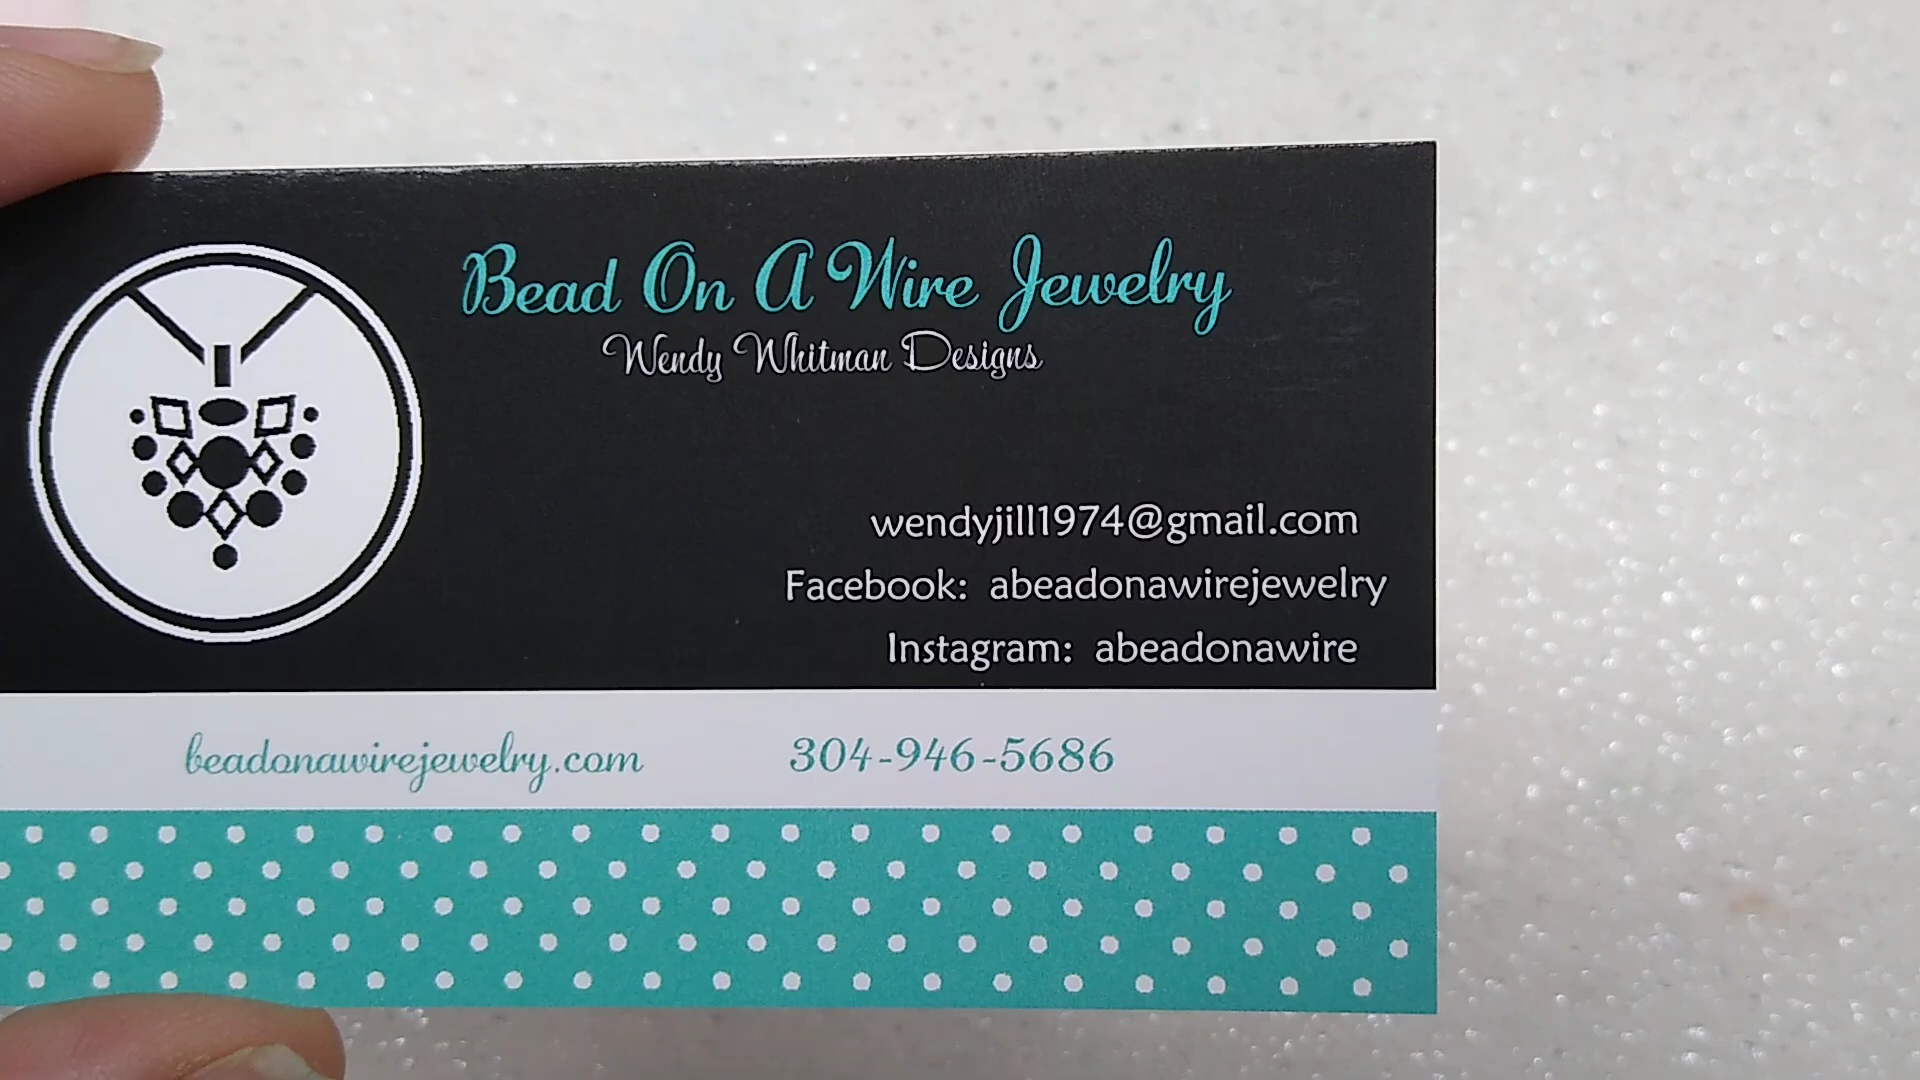 Bead On A Wire Jewelry
Wendy Whitman Designs
wendyjill1974@gmail.com
Facebook: abeadonawirejewelry
Instagram: abeadonawire
beadonawirejewelry.com 304-946-5686